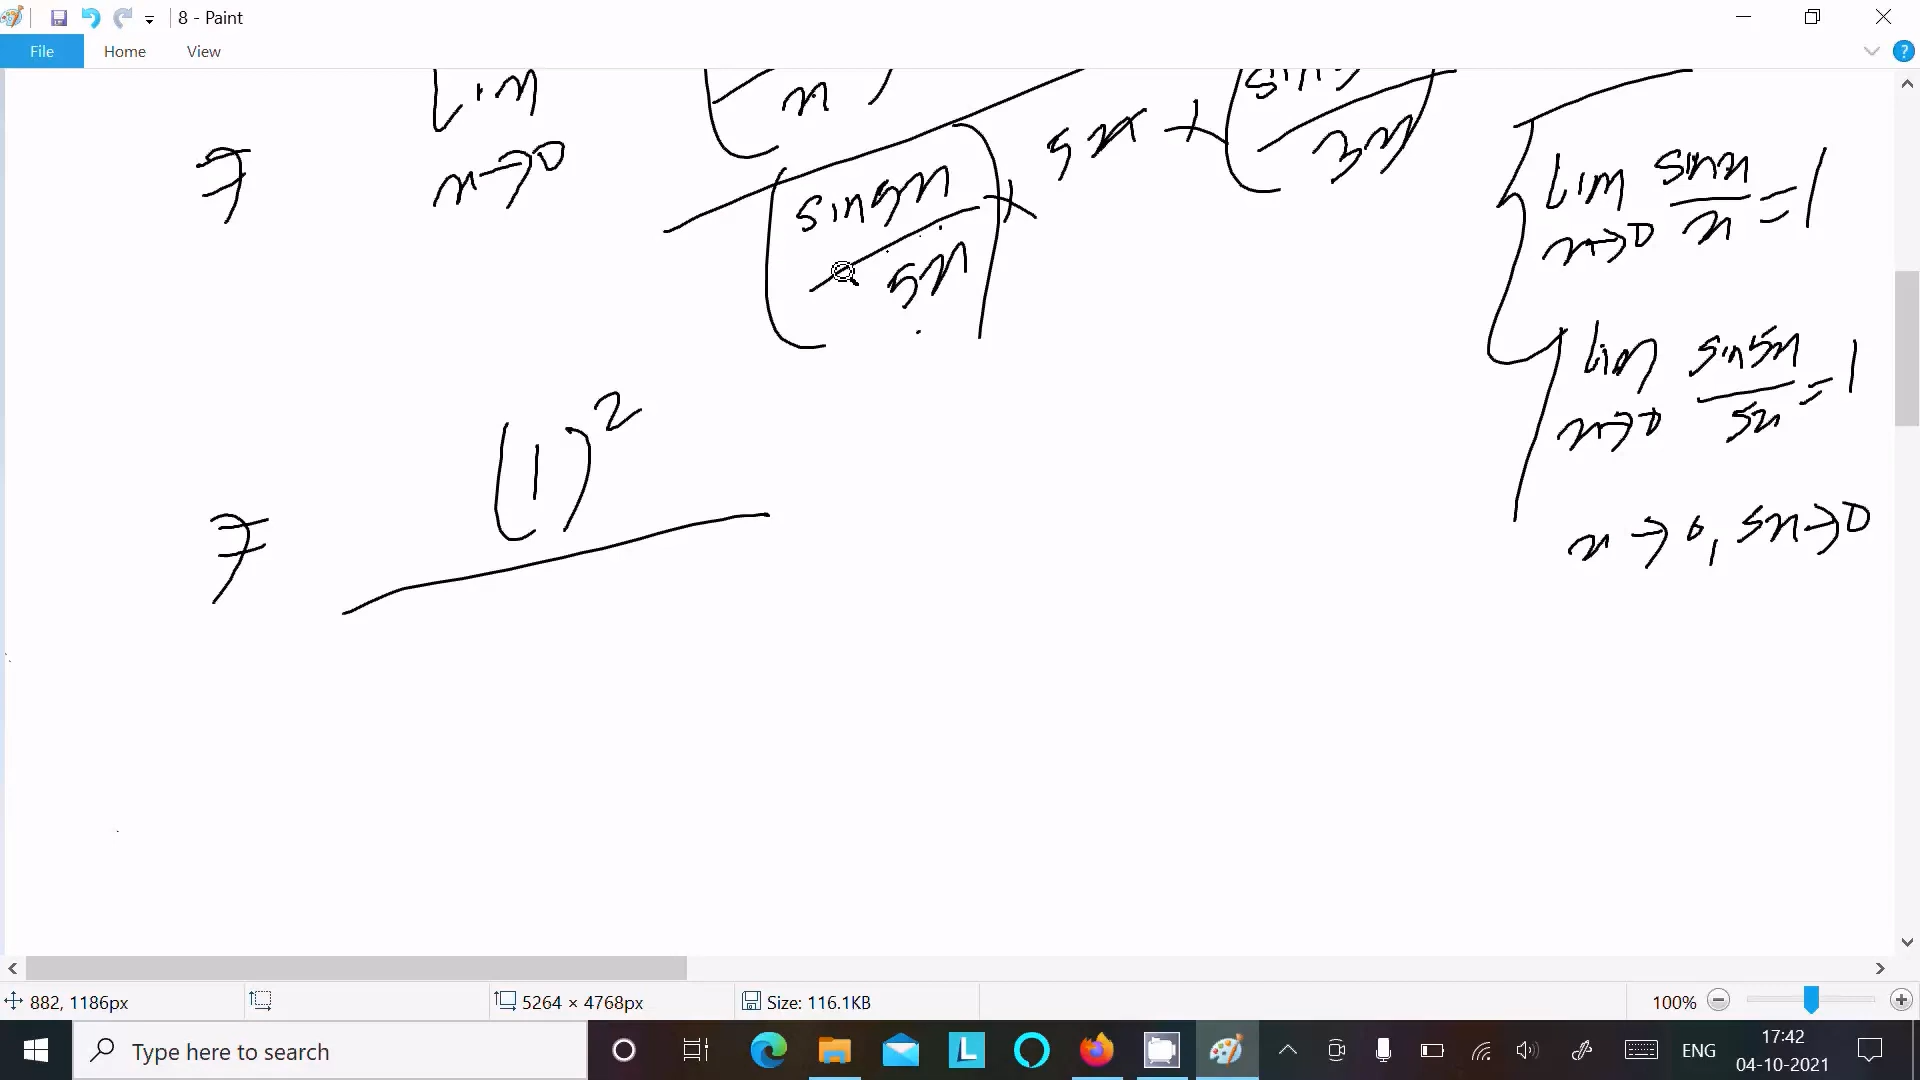 8 - Paint
File Home View
lim
x
x→0
sin5x
5x
× 5x ×
sin3
3x
lim sinx = 1
x→0 x
lim sin5x = 1
x→0 5x
x → 0, 5x → 0
⇒
(1)²
⇒
882, 1186px
5264 × 4768px
Size: 116.1KB
100%
Type here to search
L
ENG
17:42
04-10-2021